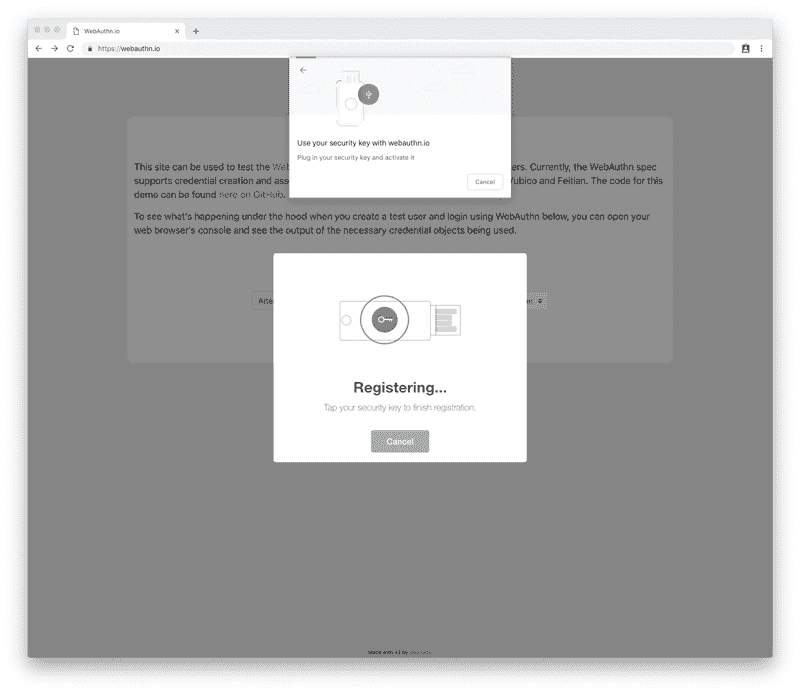 WebAuthn.io
https://webauthn.io
Use your security key with webauthn.io
Plug in your security key and activate it
Cancel
This site can be used to test the
ers. Currently, the WebAuthn spec
supports credential creation and
Yubico and Feitian. The code for this
demo can be found here on GitHub.
To see what's happening under the hood when you create a test user and login using WebAuthn below, you can open your
web browser's console and see the output of the necessary credential objects being used.
Atte
Registering...
Tap your security key to finish registration.
Cancel